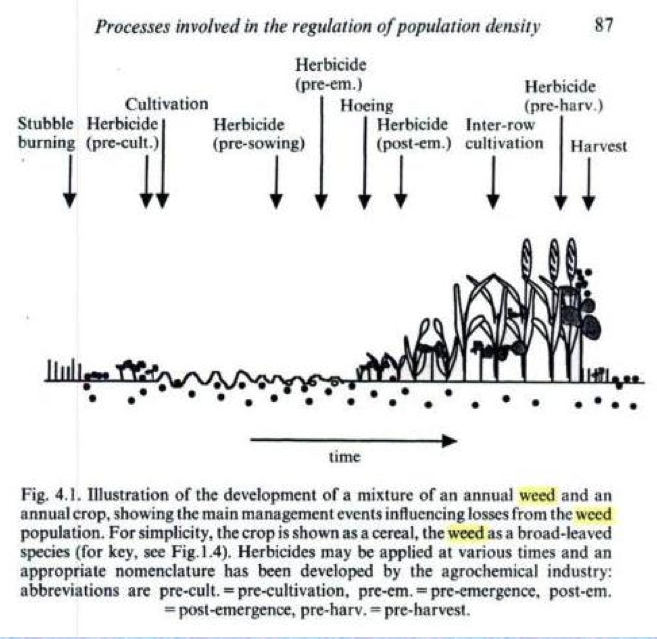 Processes involved in the regulation of population density 87
Herbicide
(pre-em.)
Herbicide
(pre-harv.)
Cultivation
Hoeing
Stubble
burning
Herbicide
(pre-cult.)
Herbicide
(pre-sowing)
Herbicide
(post-em.)
Inter-row
cultivation
Harvest
time
Fig. 4.1. Illustration of the development of a mixture of an annual weed and an
annual crop, showing the main management events influencing losses from the weed
population. For simplicity, the crop is shown as a cereal, the weed as a broad-leaved
species (for key, see Fig.1.4). Herbicides may be applied at various times and an
appropriate nomenclature has been developed by the agrochemical industry:
abbreviations are pre-cult. = pre-cultivation, pre-em. = pre-emergence, post-em.
= post-emergence, pre-harv. = pre-harvest.